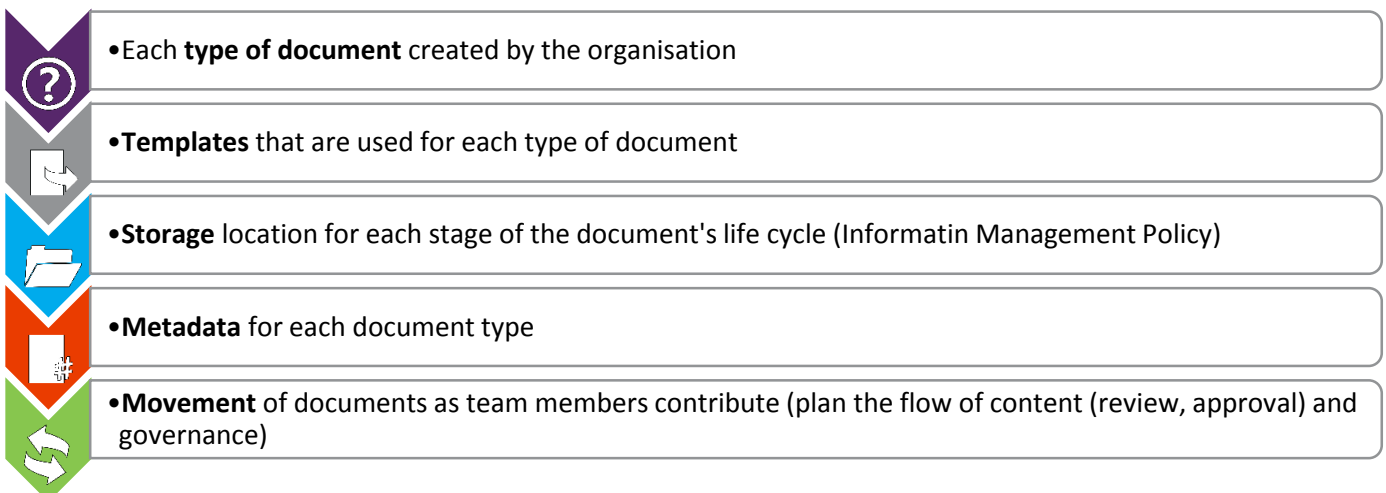 ?
•Each type of document created by the organisation
•Templates that are used for each type of document
•Storage location for each stage of the document's life cycle (Informatin Management Policy)
•Metadata for each document type
#
•Movement of documents as team members contribute (plan the flow of content (review, approval) and
governance)